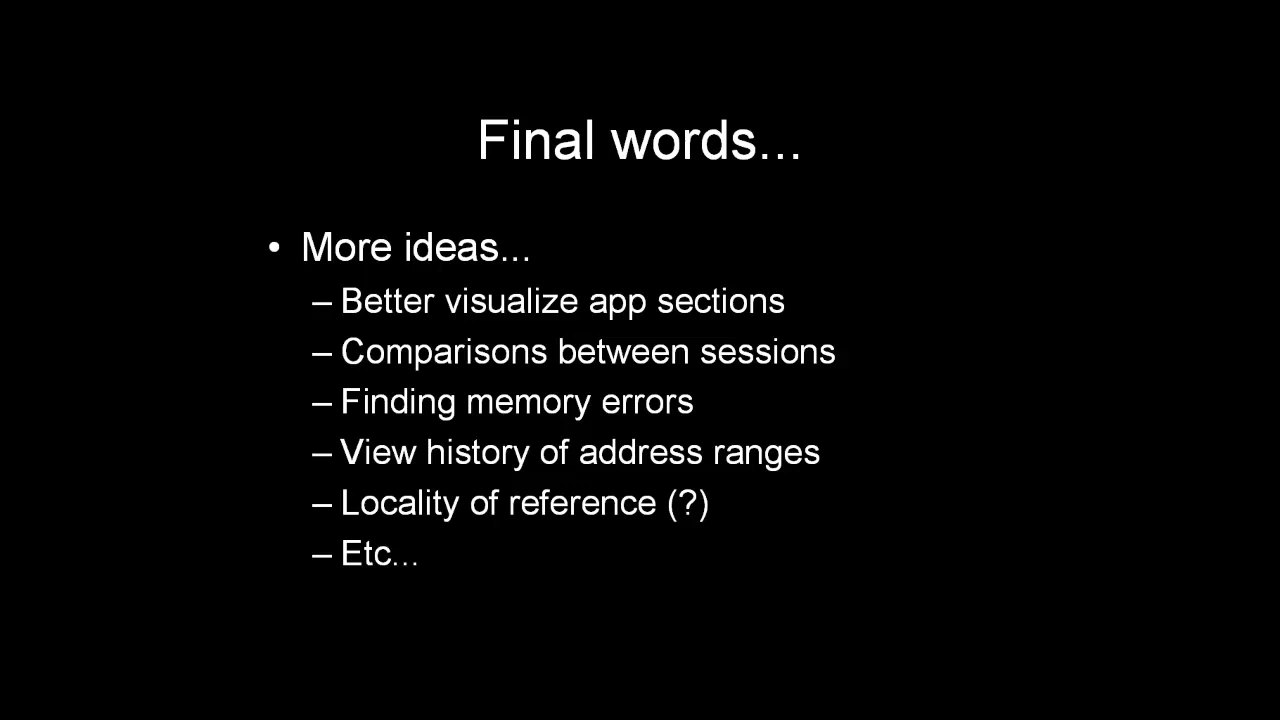 Final words...
• More ideas...
– Better visualize app sections
– Comparisons between sessions
– Finding memory errors
– View history of address ranges
– Locality of reference (?)
– Etc...